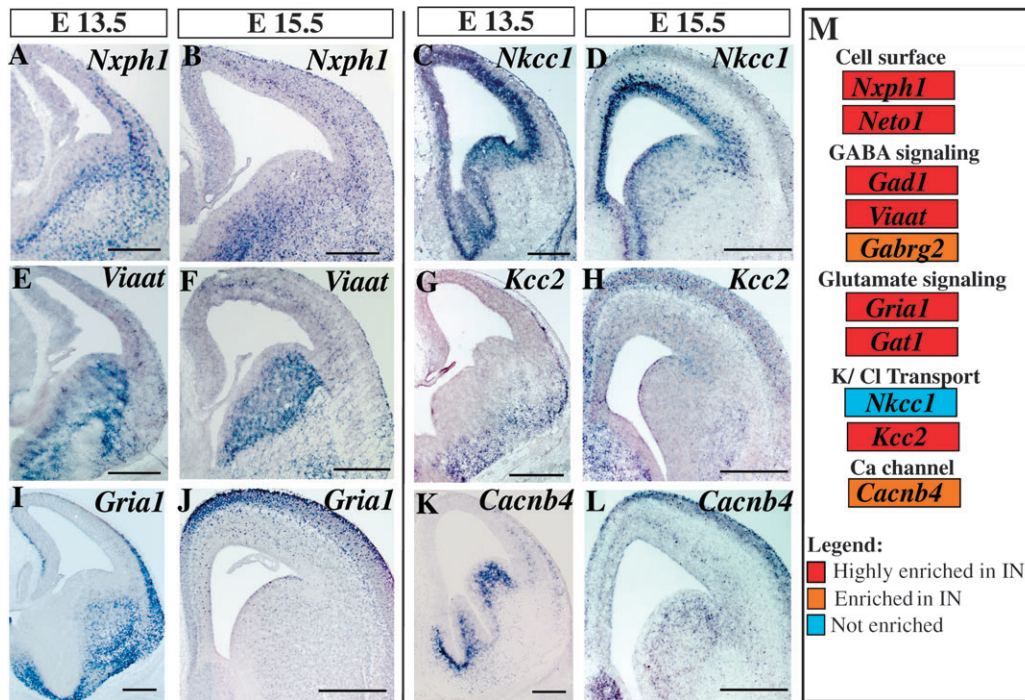 E 13.5
E 15.5
E 13.5
E 15.5
A
Nxph1
B
Nxph1
C
Nkcc1
D
Nkcc1
E
Viaat
F
Viaat
G
Kcc2
H
Kcc2
I
Gria1
J
Gria1
K
Cacnb4
L
Cacnb4
M
Cell surface
Nxph1
Neto1
GABA signaling
Gad1
Viaat
Gabrg2
Glutamate signaling
Gria1
Gat1
K/ Cl Transport
Nkcc1
Kcc2
Ca channel
Cacnb4
Legend:
Highly enriched in IN
Enriched in IN
Not enriched